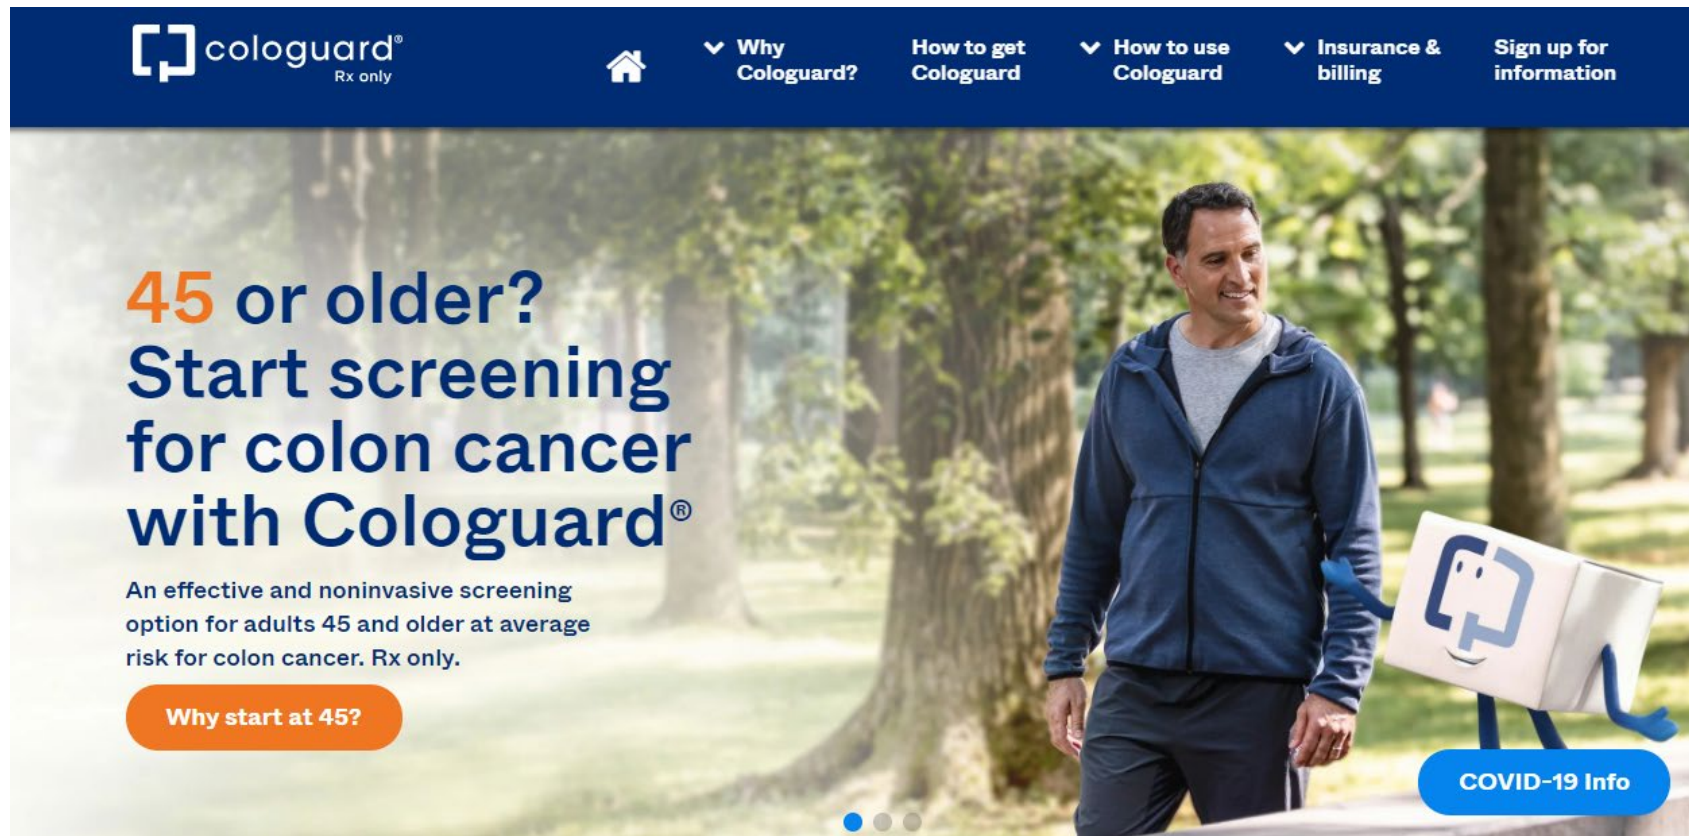 cologuard®
Rx only
Why
Cologuard?
How to get
Cologuard
How to use
Cologuard
Insurance &
billing
Sign up for
information
45 or older?
Start screening
for colon cancer
with Cologuard®
An effective and noninvasive screening
option for adults 45 and older at average
risk for colon cancer. Rx only.
Why start at 45?
COVID-19 Info